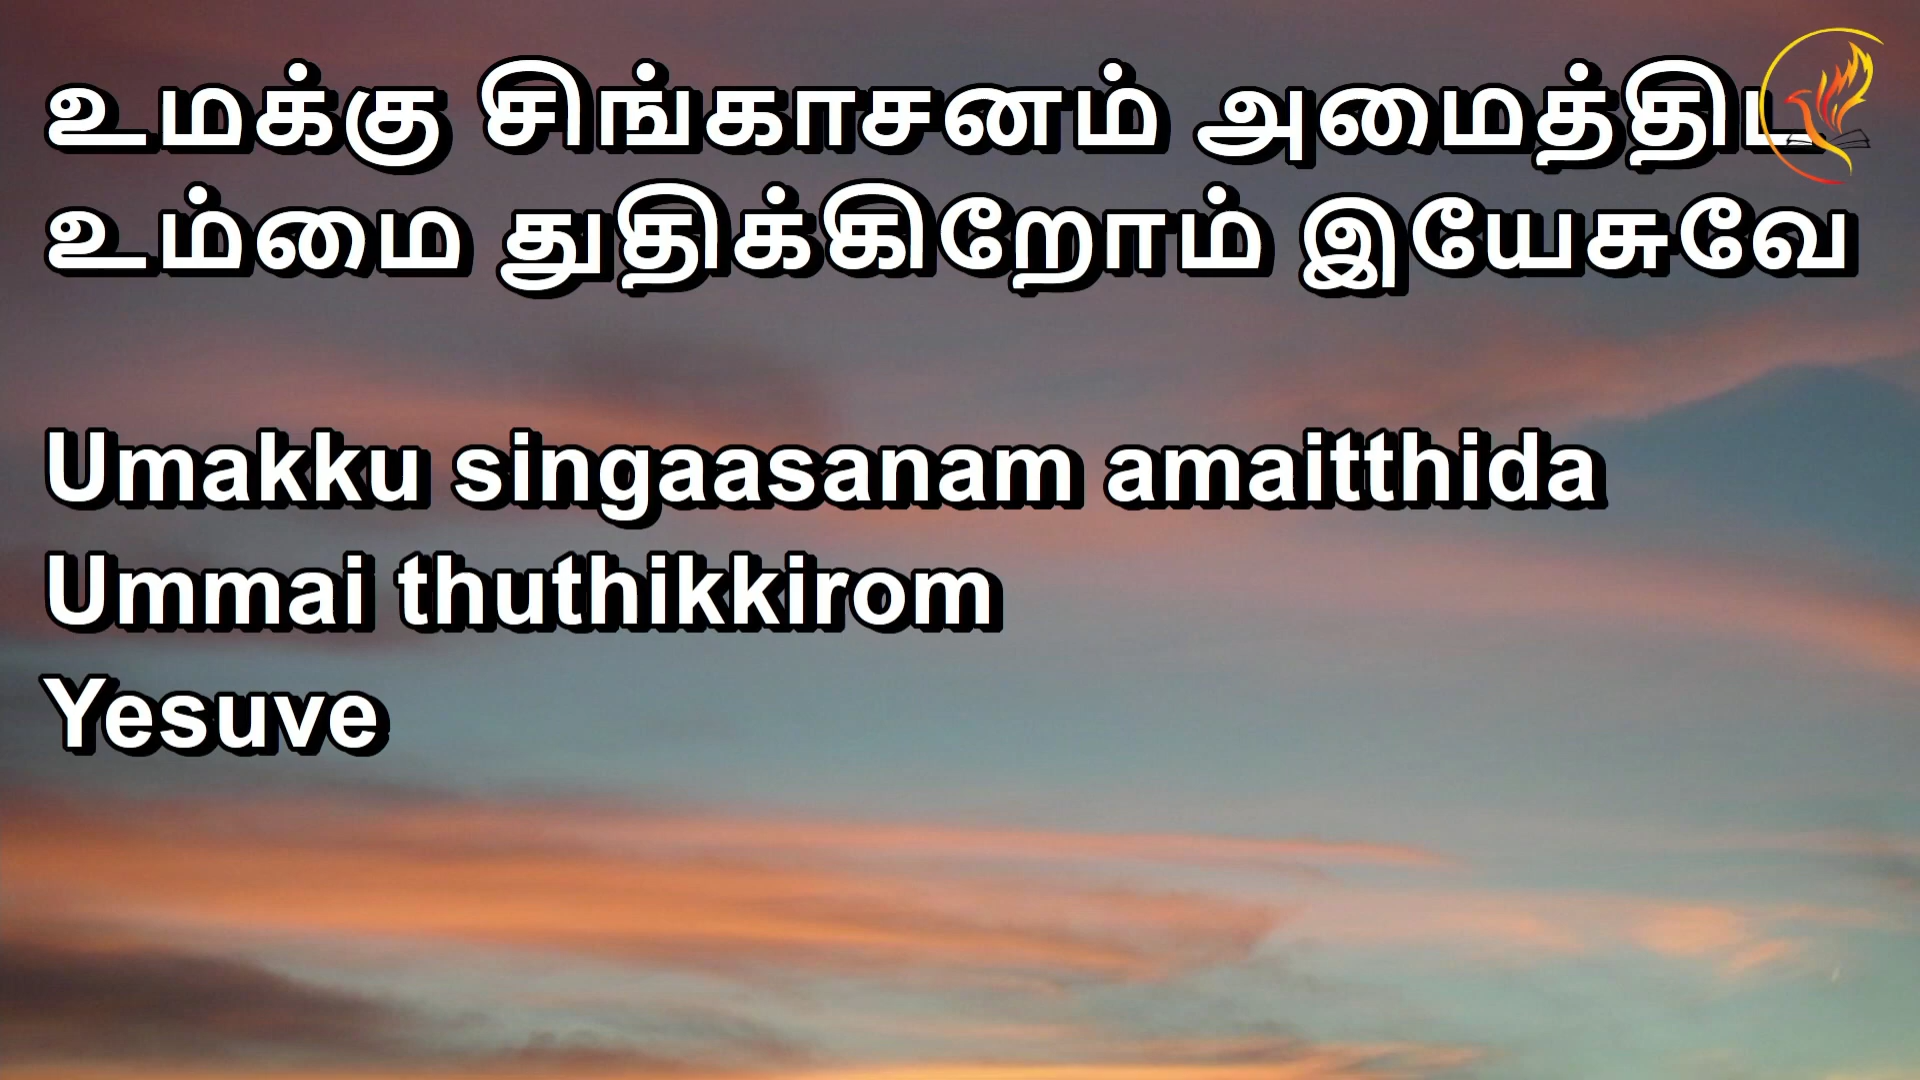 உமக்கு சிங்காசனம் அமைத்திட
உம்மை துதிக்கிறோம் இயேசுவே
Umakku singaasanam amaitthida
Ummai thuthikkirom
Yesuve